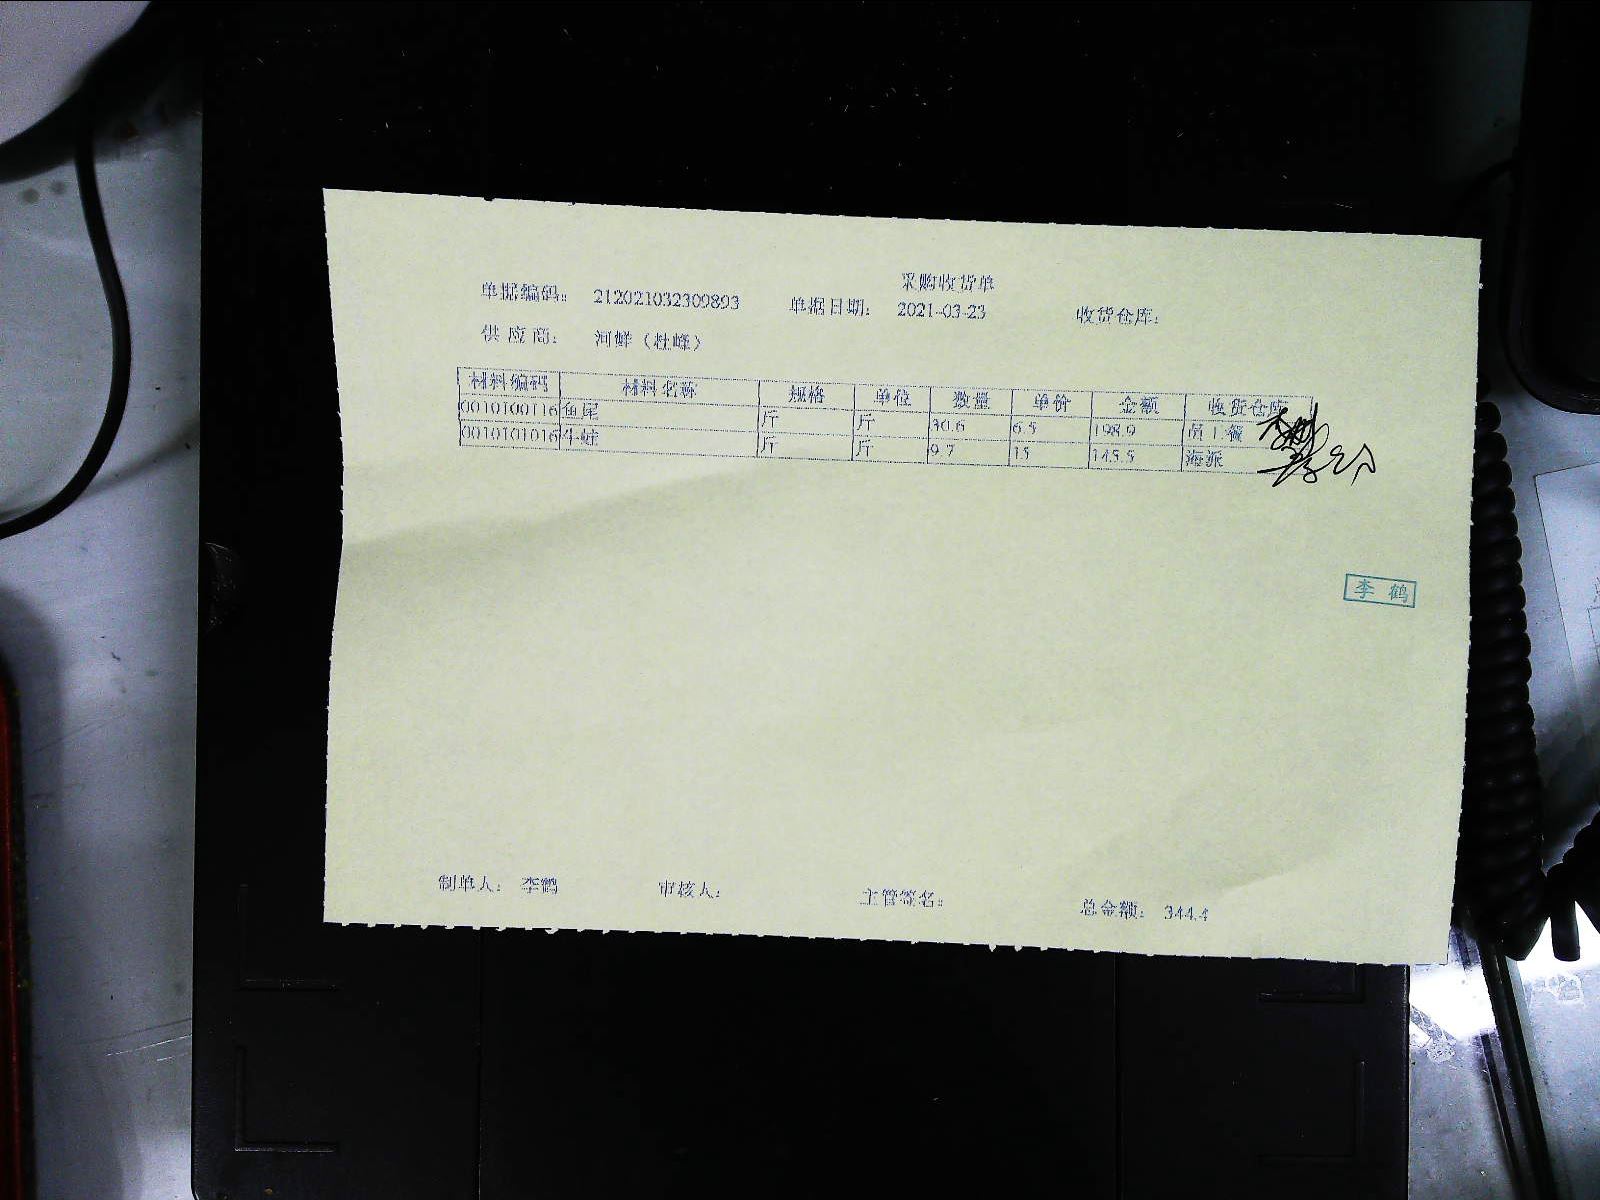 采购收货单
单据编码： 212021032309893 单据日期： 2021-03-23 收货仓库：
供应商： 河鲜（杜峰）
材料编码 材料名称 规格 单位 数量 单价 金额 收货仓库
0010100116 鱼尾 斤 斤 30.6 6.5 198.9 员工餐
0010101016 牛蛙 斤 斤 9.7 15 145.5 海派
李 鹤
制单人： 李鹤 审核人： 主管签名： 总金额： 344.4